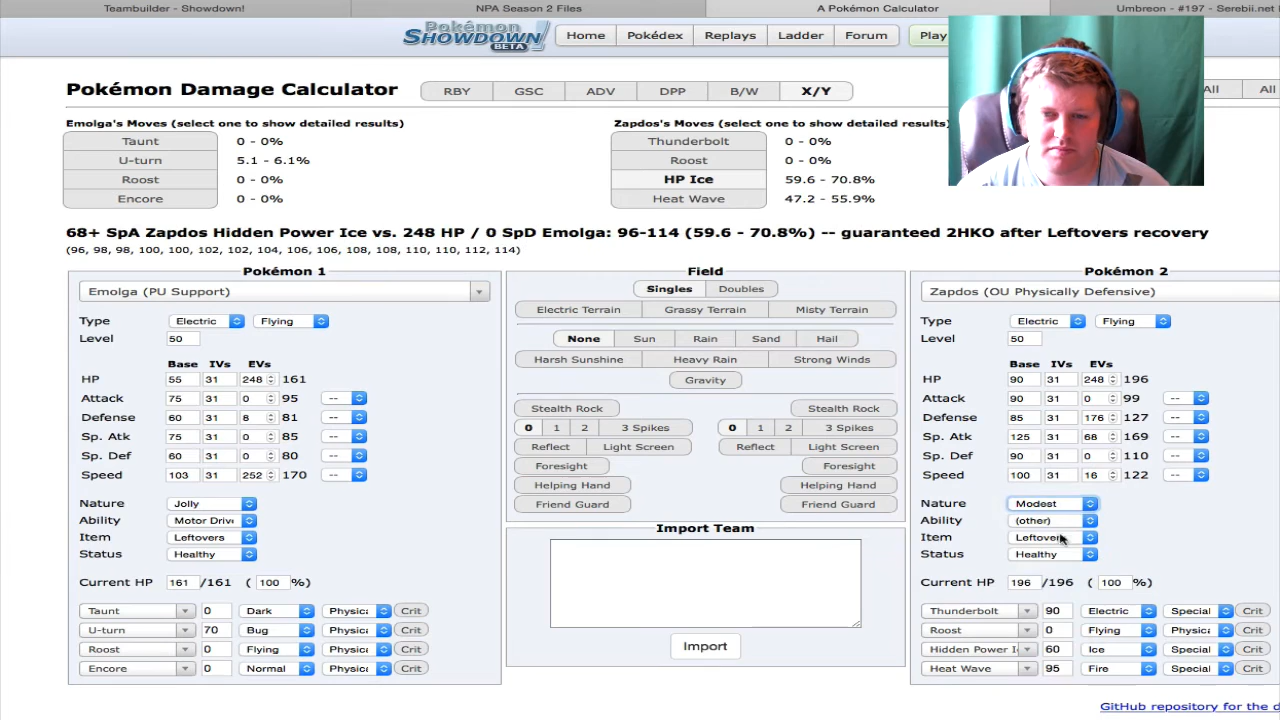 Teambuilder - Showdown!
NPA Season 2 Files
A Pokémon Calculator
Umbreon - #197 - Serebii.net
Pokémon SHOWDOWN BETA
Home
Pokédex
Replays
Ladder
Forum
Play
Pokémon Damage Calculator
RBY
GSC
ADV
DPP
B/W
X/Y
All
All
Emolga's Moves (select one to show detailed results)
Taunt 0 - 0%
U-turn 5.1 - 6.1%
Roost 0 - 0%
Encore 0 - 0%
Zapdos's Moves (select one to show detailed results)
Thunderbolt 0 - 0%
Roost 0 - 0%
HP Ice 59.6 - 70.8%
Heat Wave 47.2 - 55.9%
68+ SpA Zapdos Hidden Power Ice vs. 248 HP / 0 SpD Emolga: 96-114 (59.6 - 70.8%) -- guaranteed 2HKO after Leftovers recovery
(96, 98, 98, 100, 100, 102, 102, 104, 106, 106, 108, 108, 110, 110, 112, 114)
Pokémon 1
Emolga (PU Support)
Type Electric Flying
Level 50
Base IVs EVs
HP 55 31 248 161
Attack 75 31 0 95 --
Defense 60 31 8 81 --
Sp. Atk 75 31 0 85 --
Sp. Def 60 31 0 80 --
Speed 103 31 252 170 --
Nature Jolly
Ability Motor Driv
Item Leftovers
Status Healthy
Current HP 161 /161 ( 100 %)
Taunt 0 Dark Physica Crit
U-turn 70 Bug Physica Crit
Roost 0 Flying Physica Crit
Encore 0 Normal Physica Crit
Field
Singles Doubles
Electric Terrain Grassy Terrain Misty Terrain
None Sun Rain Sand Hail
Harsh Sunshine Heavy Rain Strong Winds
Gravity
Stealth Rock Stealth Rock
0 1 2 3 Spikes 0 1 2 3 Spikes
Reflect Light Screen Reflect Light Screen
Foresight Foresight
Helping Hand Helping Hand
Friend Guard Friend Guard
Import Team
Import
Pokémon 2
Zapdos (OU Physically Defensive)
Type Electric Flying
Level 50
Base IVs EVs
HP 90 31 248 196
Attack 90 31 0 99 --
Defense 85 31 176 127 --
Sp. Atk 125 31 68 169 --
Sp. Def 90 31 0 110 --
Speed 100 31 16 122 --
Nature Modest
Ability (other)
Item Leftovers
Status Healthy
Current HP 196 /196 ( 100 %)
Thunderbolt 90 Electric Special Crit
Roost 0 Flying Physica Crit
Hidden Power I 60 Ice Special Crit
Heat Wave 95 Fire Special Crit
GitHub repository for the d